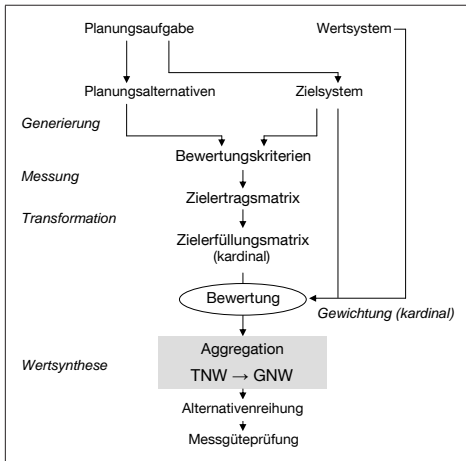 Planungsaufgabe
Wertsystem
Planungsalternativen
Zielsystem
Generierung
Bewertungskriterien
Messung
Zielertragsmatrix
Transformation
Zielerfüllungsmatrix
(kardinal)
Bewertung
Gewichtung (kardinal)
Aggregation
Wertsynthese
TNW → GNW
Alternativenreihung
Messgüteprüfung